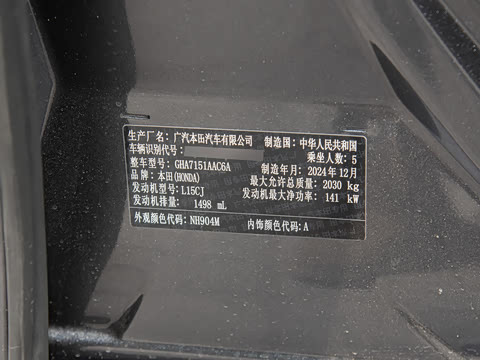 生产厂名: 广汽本田汽车有限公司 制造国: 中华人民共和国
车辆识别代号: 乘坐人数: 5
整车型号: GHA7151AAC6A 制造年月: 2024年12月
品牌: 本田(HONDA) 最大允许总质量: 2030 kg
发动机型号: L15CJ 发动机最大净功率: 141 kW
发动机排量: 1498 mL
外观颜色代码: NH904M 内饰颜色代码: A